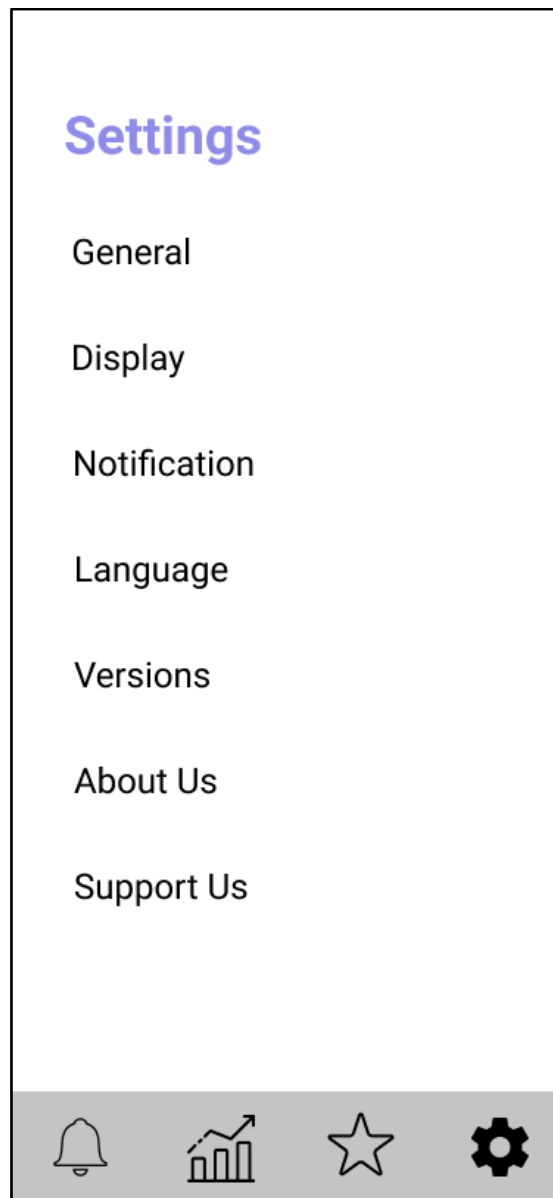 Settings
General
Display
Notification
Language
Versions
About Us
Support Us